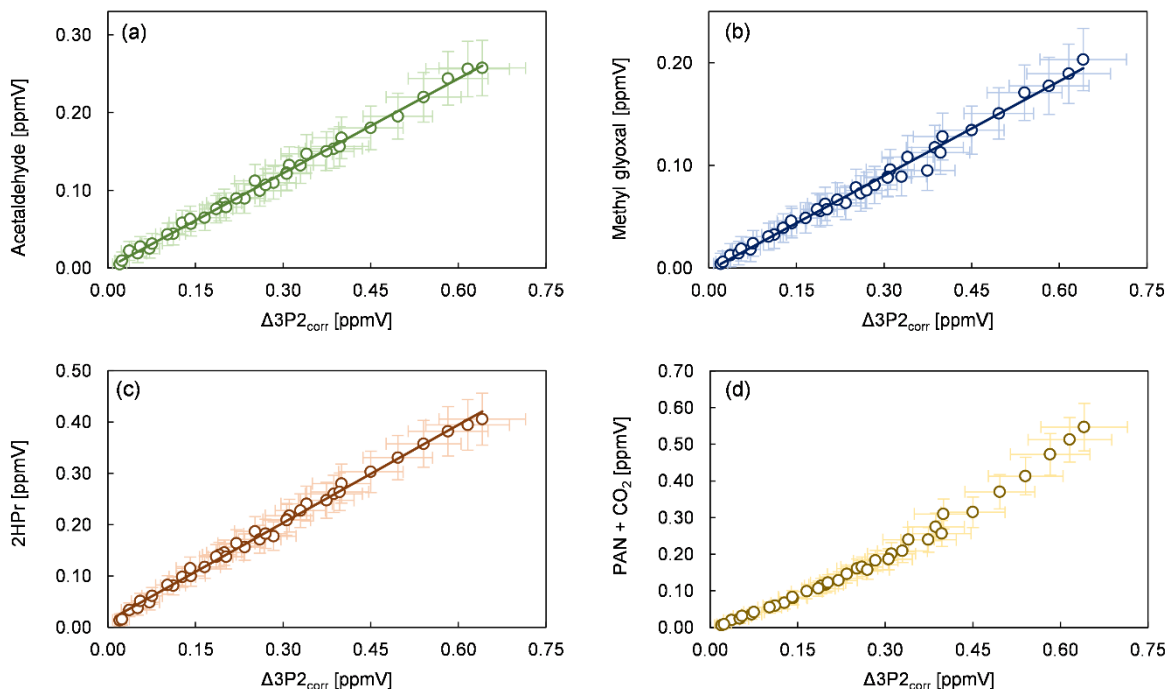 (a)
Acetaldehyde [ppmV]
0.30
0.20
0.10
0.00
0.00 0.15 0.30 0.45 0.60 0.75
Δ3P2corr [ppmV]
(b)
Methyl glyoxal [ppmV]
0.20
0.10
0.00
0.00 0.15 0.30 0.45 0.60 0.75
Δ3P2corr [ppmV]
(c)
2HPr [ppmV]
0.50
0.40
0.30
0.20
0.10
0.00
0.00 0.15 0.30 0.45 0.60 0.75
Δ3P2corr [ppmV]
(d)
PAN + CO2 [ppmV]
0.70
0.60
0.50
0.40
0.30
0.20
0.10
0.00
0.00 0.15 0.30 0.45 0.60 0.75
Δ3P2corr [ppmV]